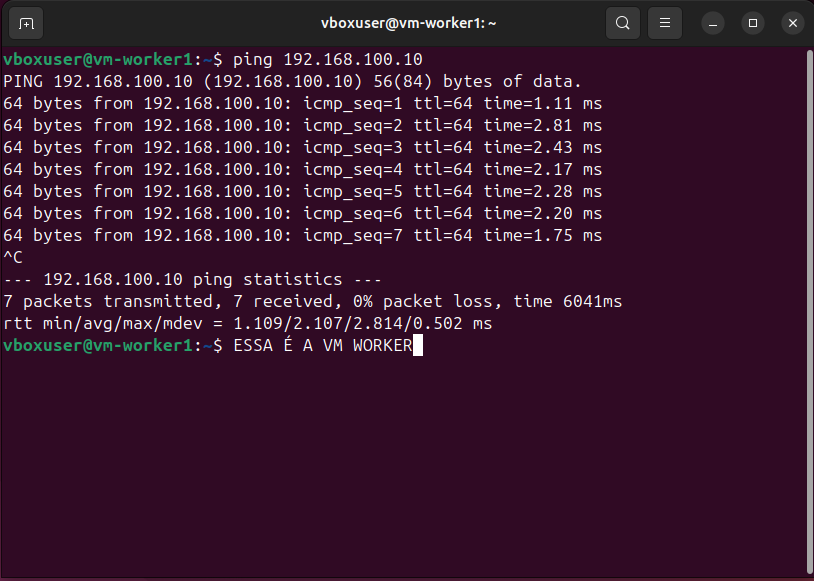 vboxuser@vm-worker1: ~
vboxuser@vm-worker1:~$ ping 192.168.100.10
PING 192.168.100.10 (192.168.100.10) 56(84) bytes of data.
64 bytes from 192.168.100.10: icmp_seq=1 ttl=64 time=1.11 ms
64 bytes from 192.168.100.10: icmp_seq=2 ttl=64 time=2.81 ms
64 bytes from 192.168.100.10: icmp_seq=3 ttl=64 time=2.43 ms
64 bytes from 192.168.100.10: icmp_seq=4 ttl=64 time=2.17 ms
64 bytes from 192.168.100.10: icmp_seq=5 ttl=64 time=2.28 ms
64 bytes from 192.168.100.10: icmp_seq=6 ttl=64 time=2.20 ms
64 bytes from 192.168.100.10: icmp_seq=7 ttl=64 time=1.75 ms
^C
--- 192.168.100.10 ping statistics ---
7 packets transmitted, 7 received, 0% packet loss, time 6041ms
rtt min/avg/max/mdev = 1.109/2.107/2.814/0.502 ms
vboxuser@vm-worker1:~$ ESSA É A VM WORKER